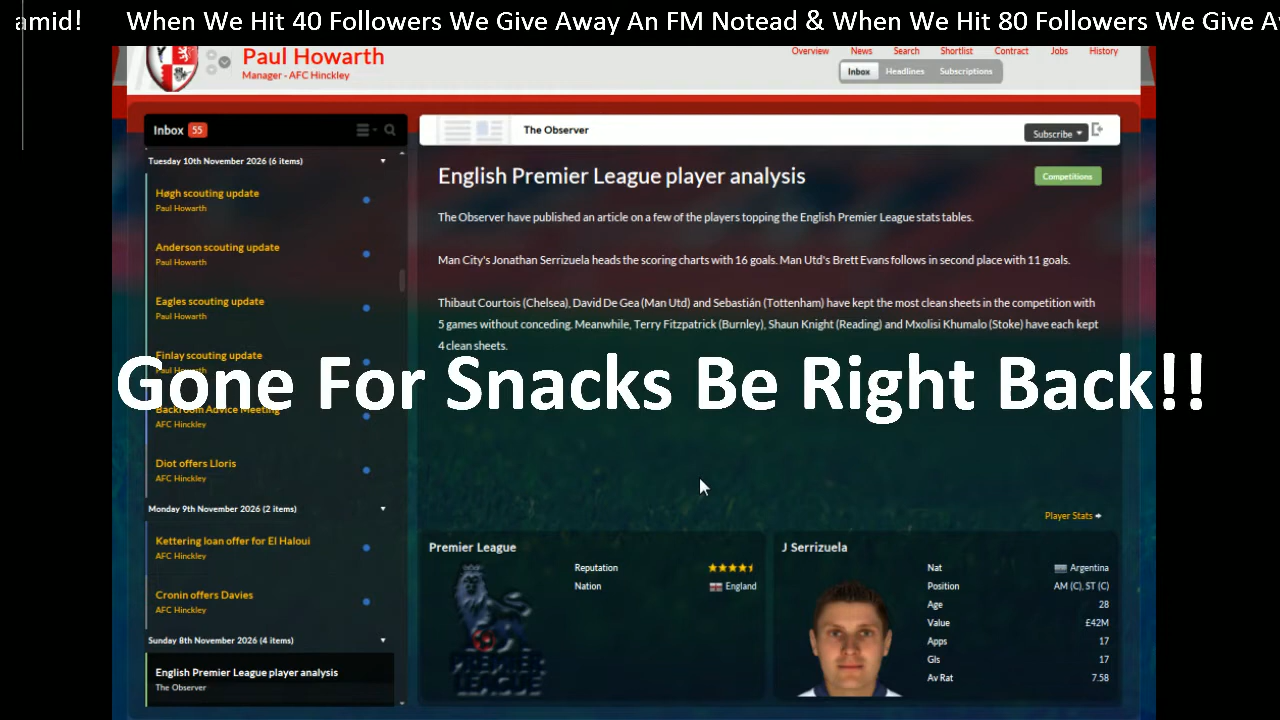 amid! When We Hit 40 Followers We Give Away An FM Notead & When We Hit 80 Followers We Give
Paul Howarth
Manager - AFC Hinckley
Overview News Search Shortlist Contract Jobs History
Inbox Headlines Subscriptions
Inbox 55
Tuesday 10th November 2026 (6 items)
Høgh scouting update
Paul Howarth
Anderson scouting update
Paul Howarth
Eagles scouting update
Paul Howarth
Finlay scouting update
Paul Howarth
Backroom Advice Meeting
AFC Hinckley
Diot offers Lloris
AFC Hinckley
Monday 9th November 2026 (2 items)
Kettering loan offer for El Haloui
AFC Hinckley
Cronin offers Davies
AFC Hinckley
Sunday 8th November 2026 (4 items)
English Premier League player analysis
The Observer
The Observer
Subscribe
English Premier League player analysis
Competitions
The Observer have published an article on a few of the players topping the English Premier League stats tables.
Man City's Jonathan Serrizuela heads the scoring charts with 16 goals. Man Utd's Brett Evans follows in second place with 11 goals.
Thibaut Courtois (Chelsea), David De Gea (Man Utd) and Sebastián (Tottenham) have kept the most clean sheets in the competition with
5 games without conceding. Meanwhile, Terry Fitzpatrick (Burnley), Shaun Knight (Reading) and Mxolisi Khumalo (Stoke) have each kept
4 clean sheets.
Gone For Snacks Be Right Back!!
Player Stats
Premier League
Reputation
Nation England
PREMIER
LEAGUE
J Serrizuela
Nat Argentina
Position AM (C), ST (C)
Age 28
Value £42M
Apps 17
Gls 17
Av Rat 7.58